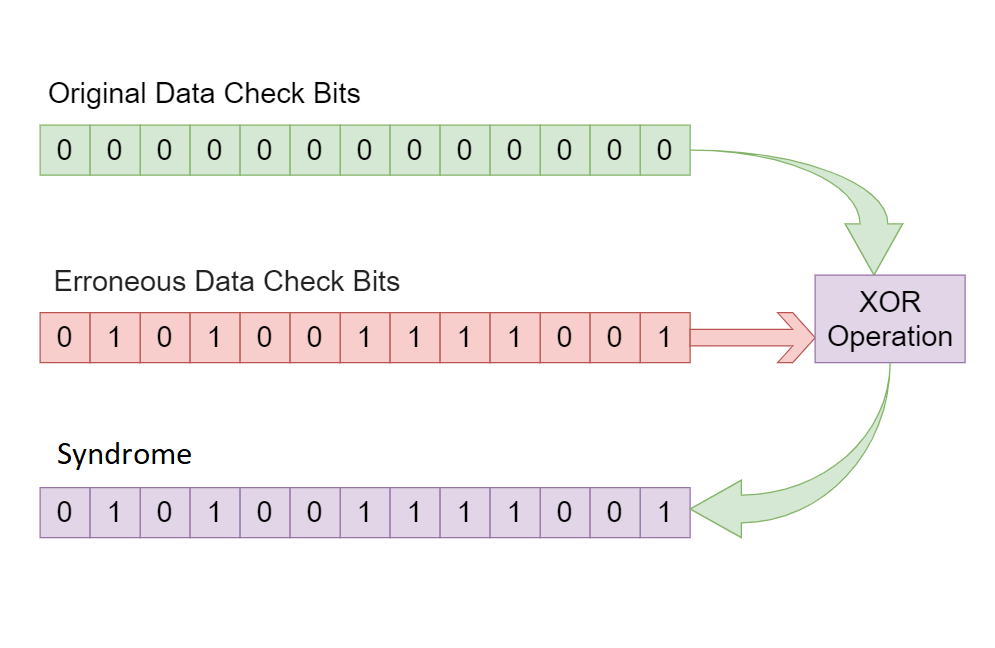 Original Data Check Bits
0 0 0 0 0 0 0 0 0 0 0 0 0
Erroneous Data Check Bits
0 1 0 1 0 0 1 1 1 1 0 0 1
XOR
Operation
Syndrome
0 1 0 1 0 0 1 1 1 1 0 0 1